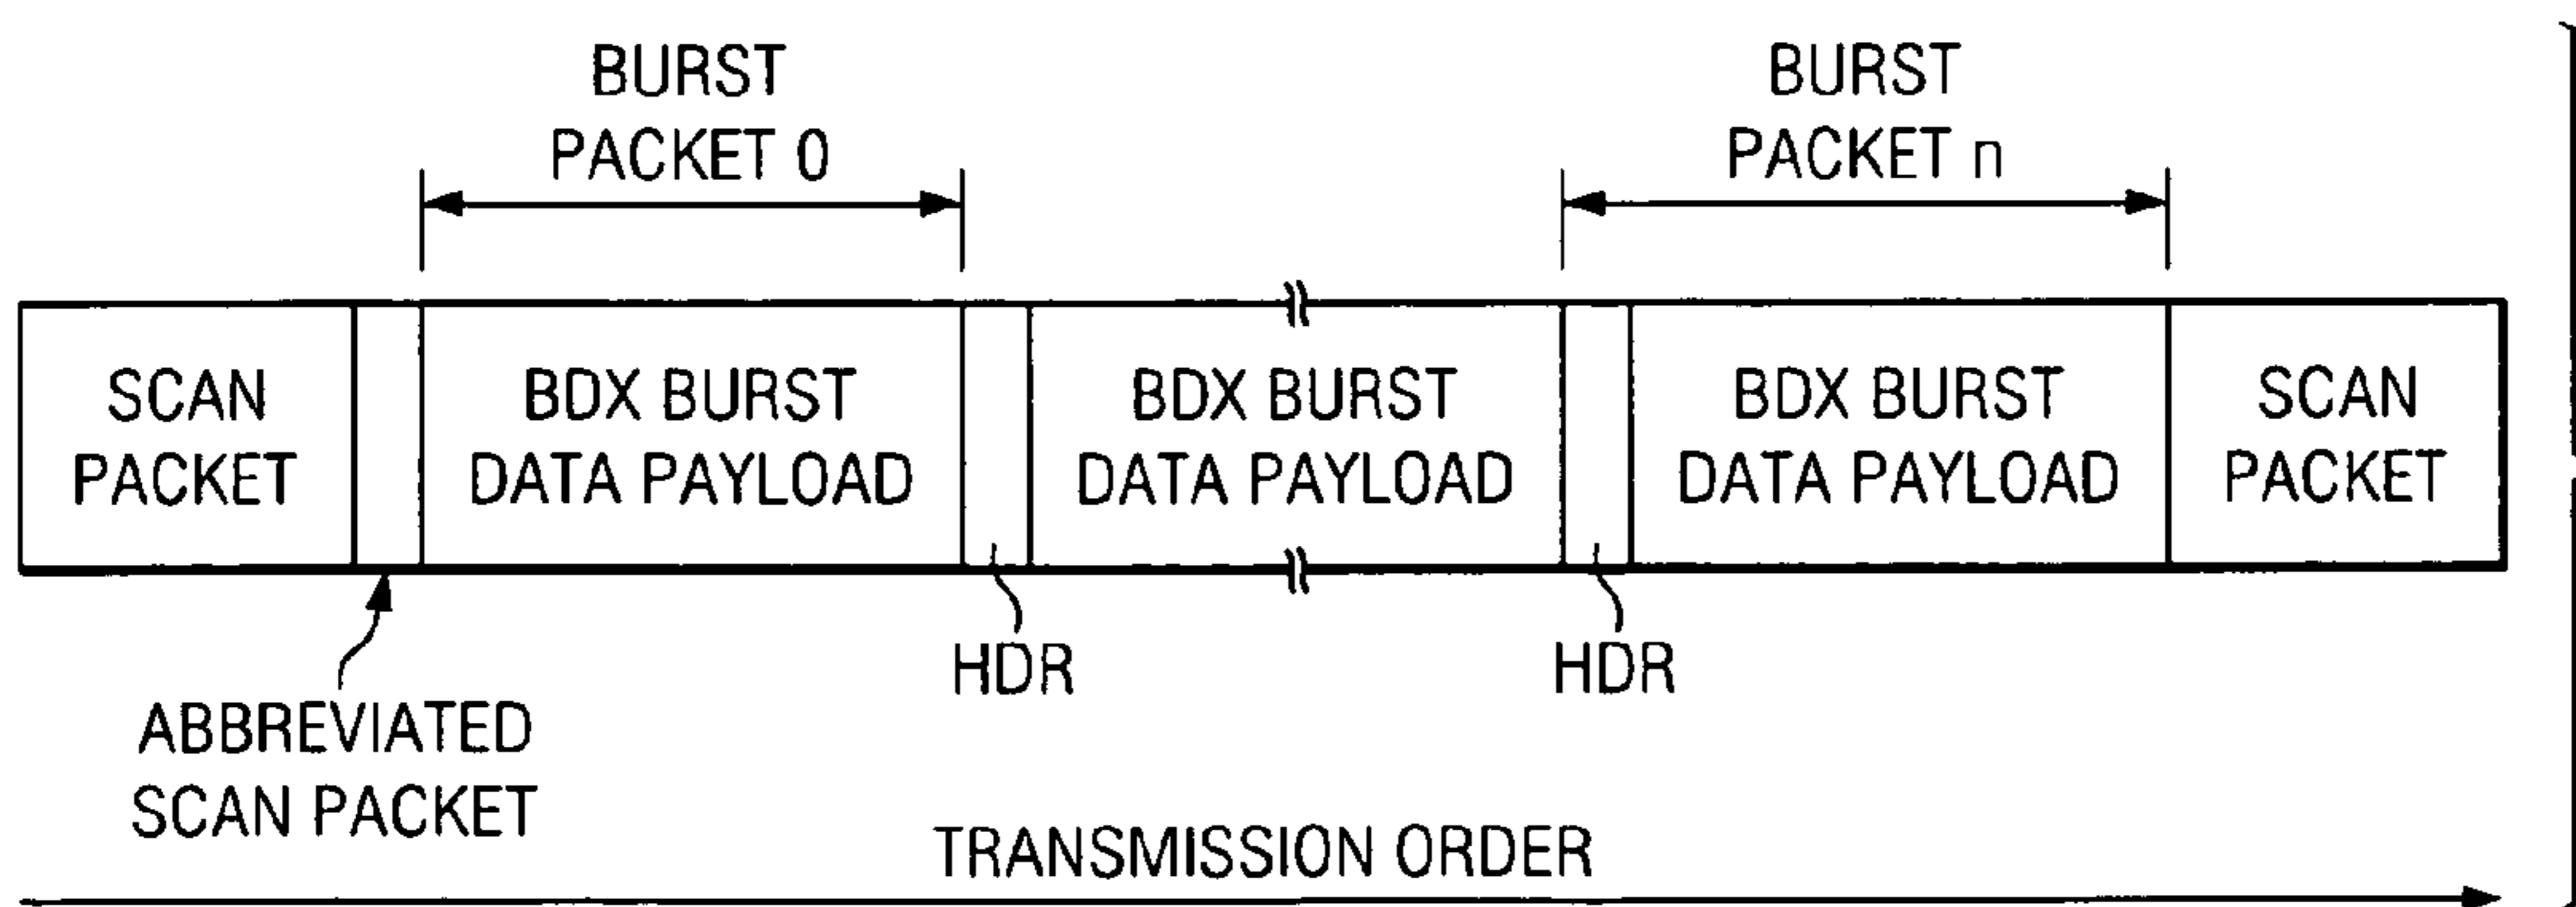 BURST
PACKET 0
BURST
PACKET n
SCAN
PACKET
BDX BURST
DATA PAYLOAD
BDX BURST
DATA PAYLOAD
BDX BURST
DATA PAYLOAD
SCAN
PACKET
HDR
HDR
ABBREVIATED
SCAN PACKET
TRANSMISSION ORDER